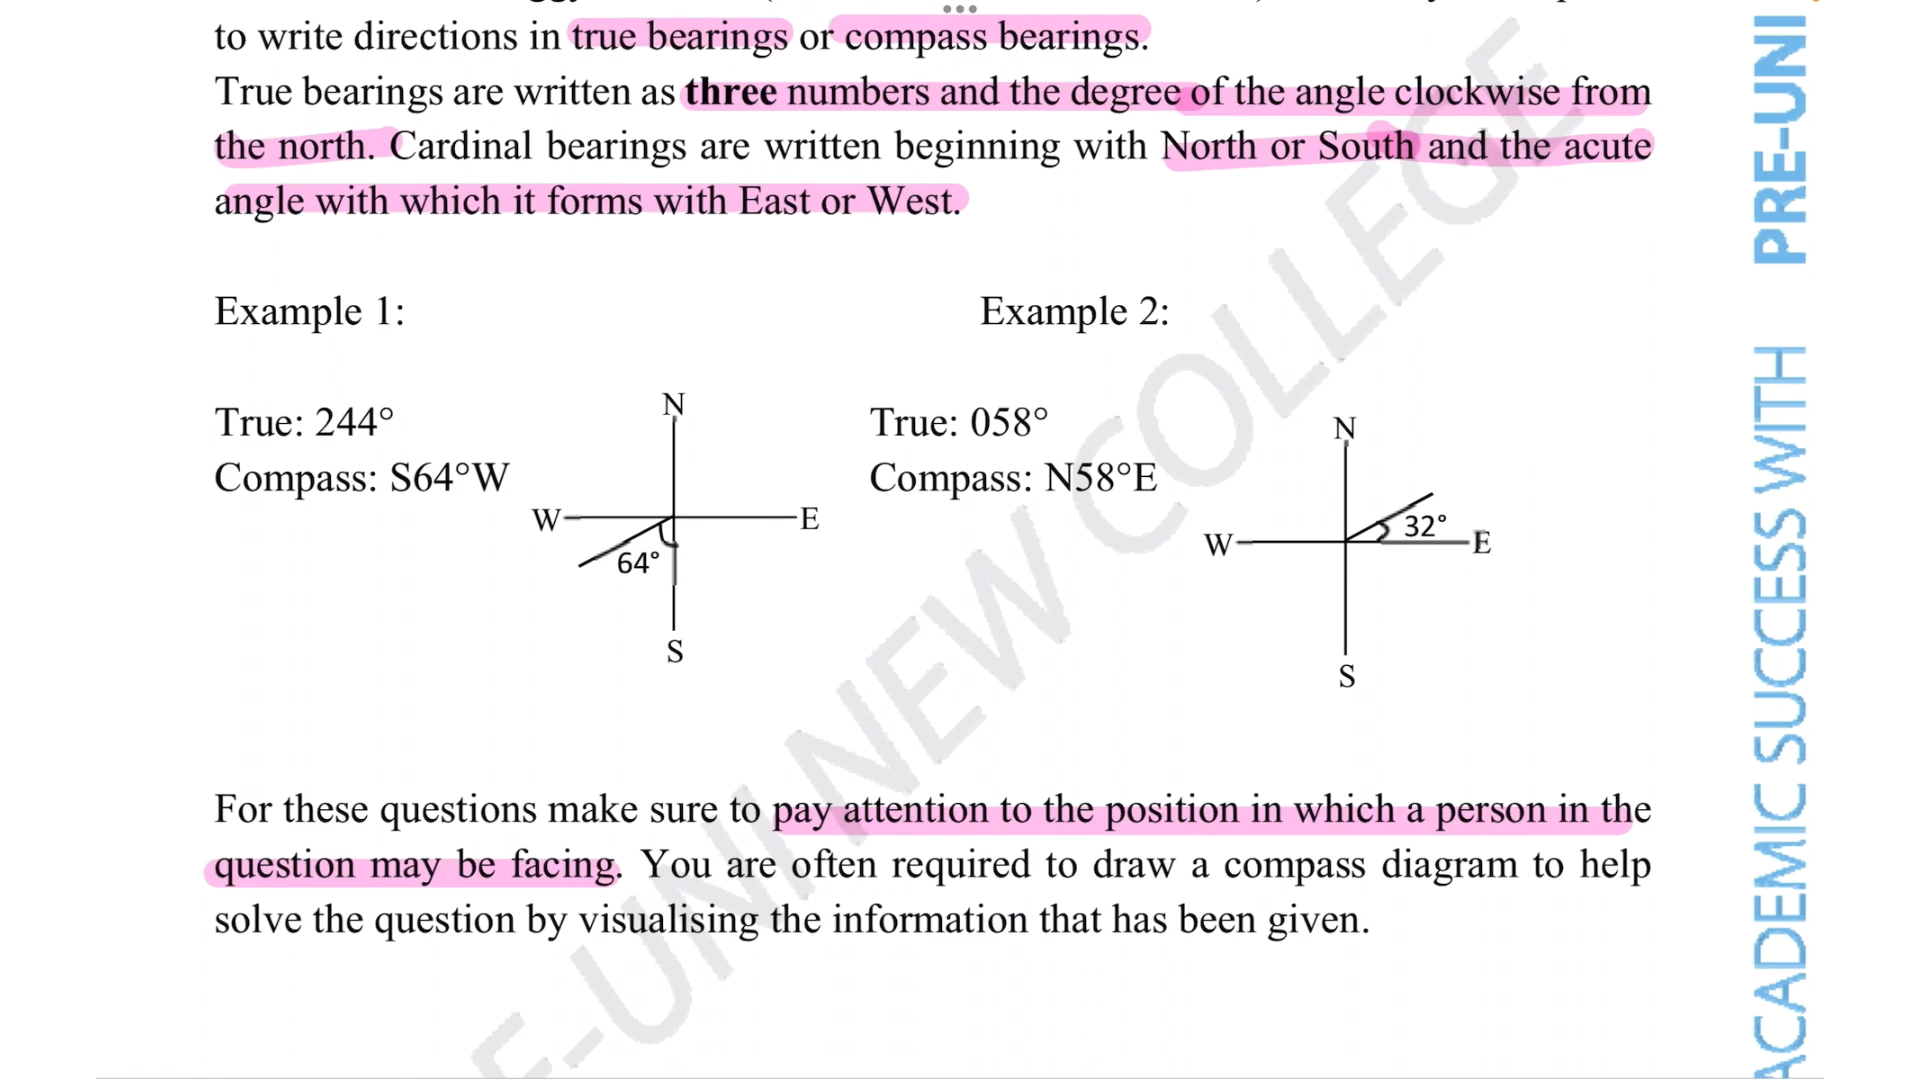 to write directions in true bearings or compass bearings.
True bearings are written as three numbers and the degree of the angle clockwise from
the north. Cardinal bearings are written beginning with North or South and the acute
angle with which it forms with East or West.
Example 1:
Example 2:
True: 244°
Compass: S64°W
N
W
E
64°
S
True: 058°
Compass: N58°E
N
W
32°
E
S
For these questions make sure to pay attention to the position in which a person in the
question may be facing. You are often required to draw a compass diagram to help
solve the question by visualising the information that has been given.
E-UNI NEW COLLEGE
ACADEMIC SUCCESS WITH PRE-UNI